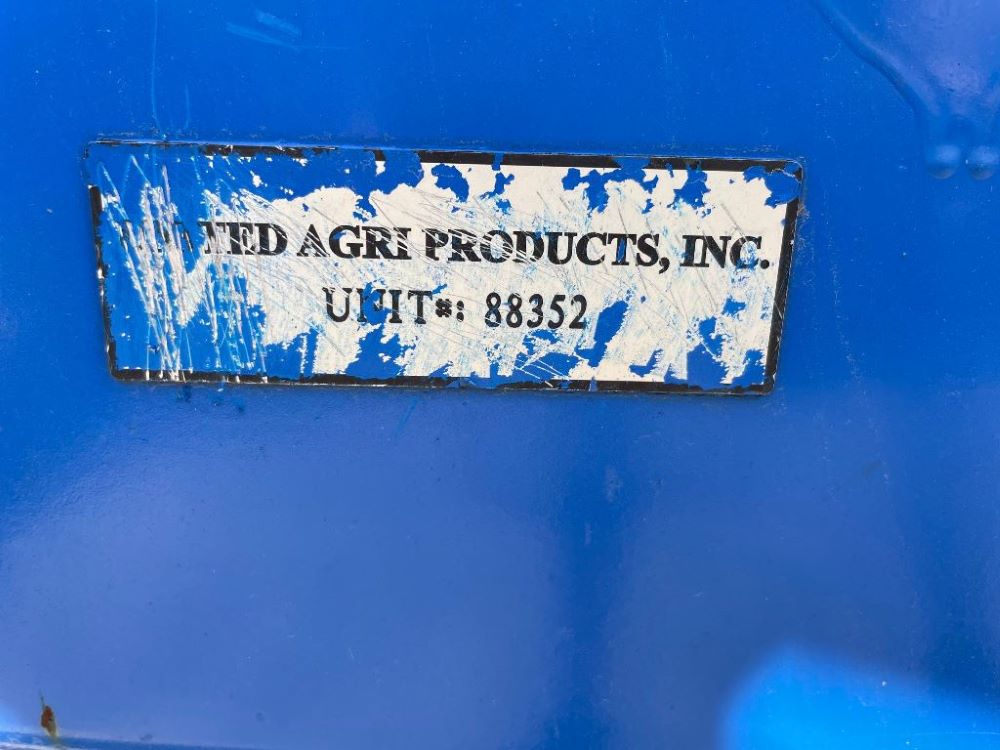 AGRI PRODUCTS, INC.
UNIT#: 88352